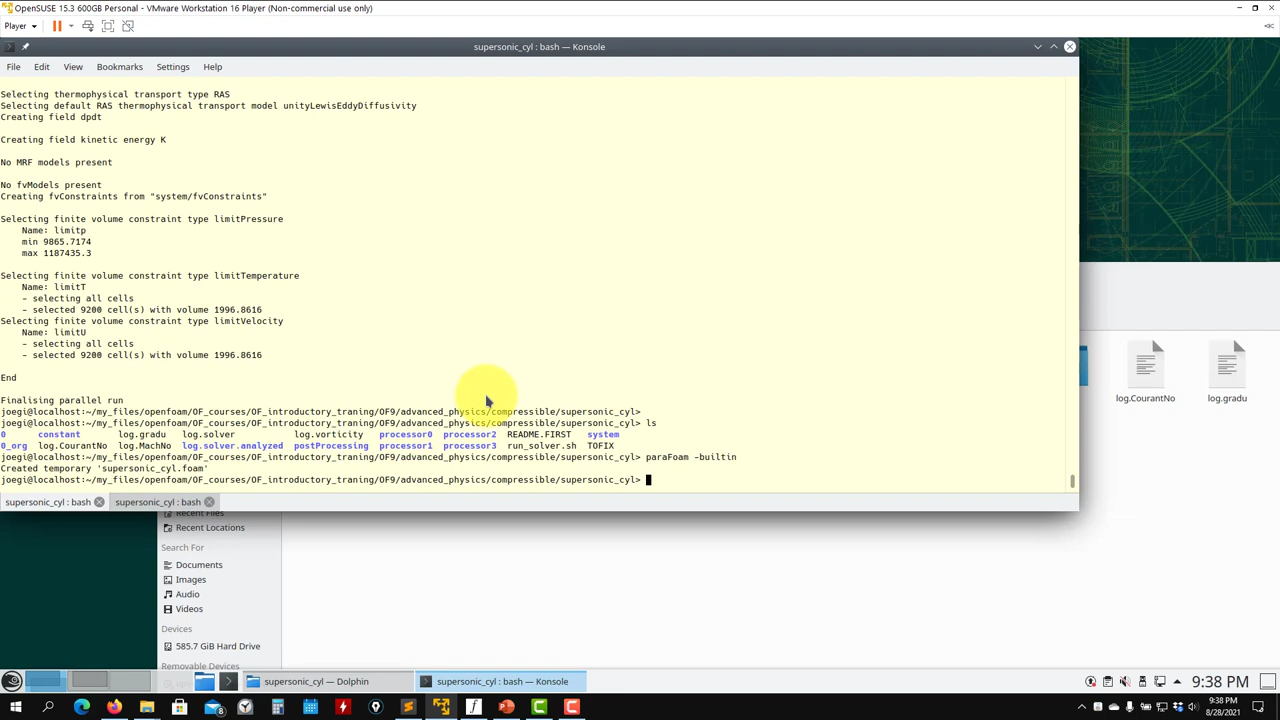 OpenSUSE 15.3 600GB Personal - VMware Workstation 16 Player (Non-commercial use only)
Player
supersonic_cyl : bash — Konsole
File Edit View Bookmarks Settings Help
Selecting thermophysical transport type RAS
Selecting default RAS thermophysical transport model unityLewisEddyDiffusivity
Creating field dpdt
Creating field kinetic energy K
No MRF models present
No fvModels present
Creating fvConstraints from "system/fvConstraints"
Selecting finite volume constraint type limitPressure
Name: limitp
min 9865.7174
max 1187435.3
Selecting finite volume constraint type limitTemperature
Name: limitT
- selecting all cells
- selected 9200 cell(s) with volume 1996.8616
Selecting finite volume constraint type limitVelocity
Name: limitU
- selecting all cells
- selected 9200 cell(s) with volume 1996.8616
End
Finalising parallel run
joegi@localhost:~/my_files/openfoam/OF_courses/OF_introductory_traning/OF9/advanced_physics/compressible/supersonic_cyl>
joegi@localhost:~/my_files/openfoam/OF_courses/OF_introductory_traning/OF9/advanced_physics/compressible/supersonic_cyl> ls
0 constant log.gradu log.solver log.vorticity processor0 processor2 README.FIRST system
0_org log.CourantNo log.MachNo log.solver.analyzed postProcessing processor1 processor3 run_solver.sh TOFIX
joegi@localhost:~/my_files/openfoam/OF_courses/OF_introductory_traning/OF9/advanced_physics/compressible/supersonic_cyl> paraFoam -builtin
Created temporary 'supersonic_cyl.foam'
joegi@localhost:~/my_files/openfoam/OF_courses/OF_introductory_traning/OF9/advanced_physics/compressible/supersonic_cyl>
supersonic_cyl : bash supersonic_cyl : bash
log.CourantNo log.gradu
Recent Files
Recent Locations
Search For
Documents
Images
Audio
Videos
Devices
585.7 GiB Hard Drive
Removable Devices
supersonic_cyl — Dolphin
supersonic_cyl : bash — Konsole
9:38 PM
9:38 PM
8/28/2021